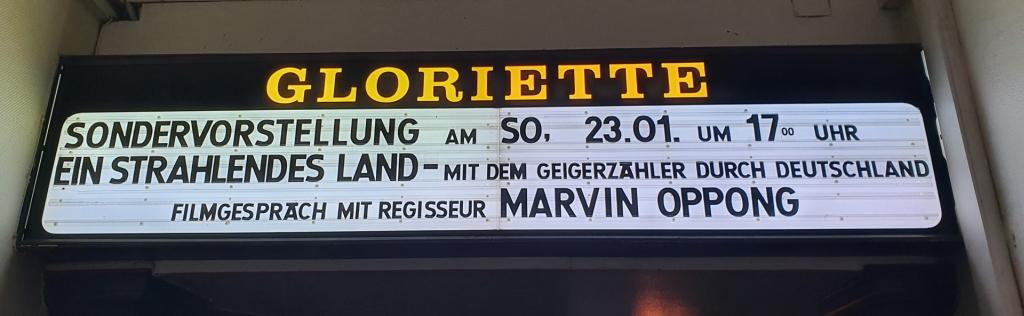 GLORIETTE
SONDERVORSTELLUNG AM SO, 23.01. UM 17⁰⁰ UHR
EIN STRAHLENDES LAND – MIT DEM GEIGERZÄHLER DURCH DEUTSCHLAND
FILMGESPRÄCH MIT REGISSEUR MARVIN OPPONG